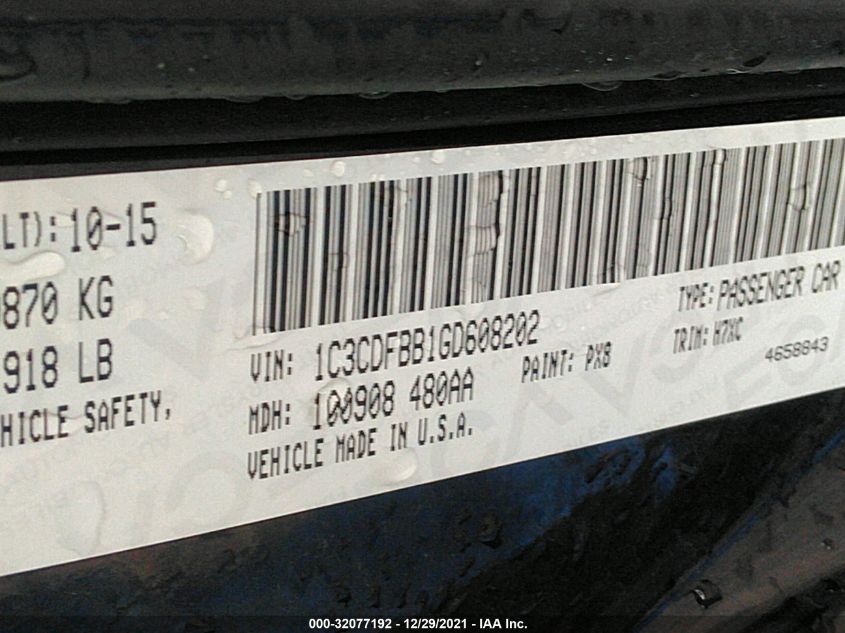 LT): 10-15
870 KG
918 LB
HICLE SAFETY,
VIN: 1C3CDFBB1GD608202
TYPE: PASSENGER CAR
MDH: 100908 480AA
PAINT: PX8
TRIM: H7XC
4658843
VEHICLE MADE IN U.S.A.
000-32077192 - 12/29/2021 - IAA Inc.